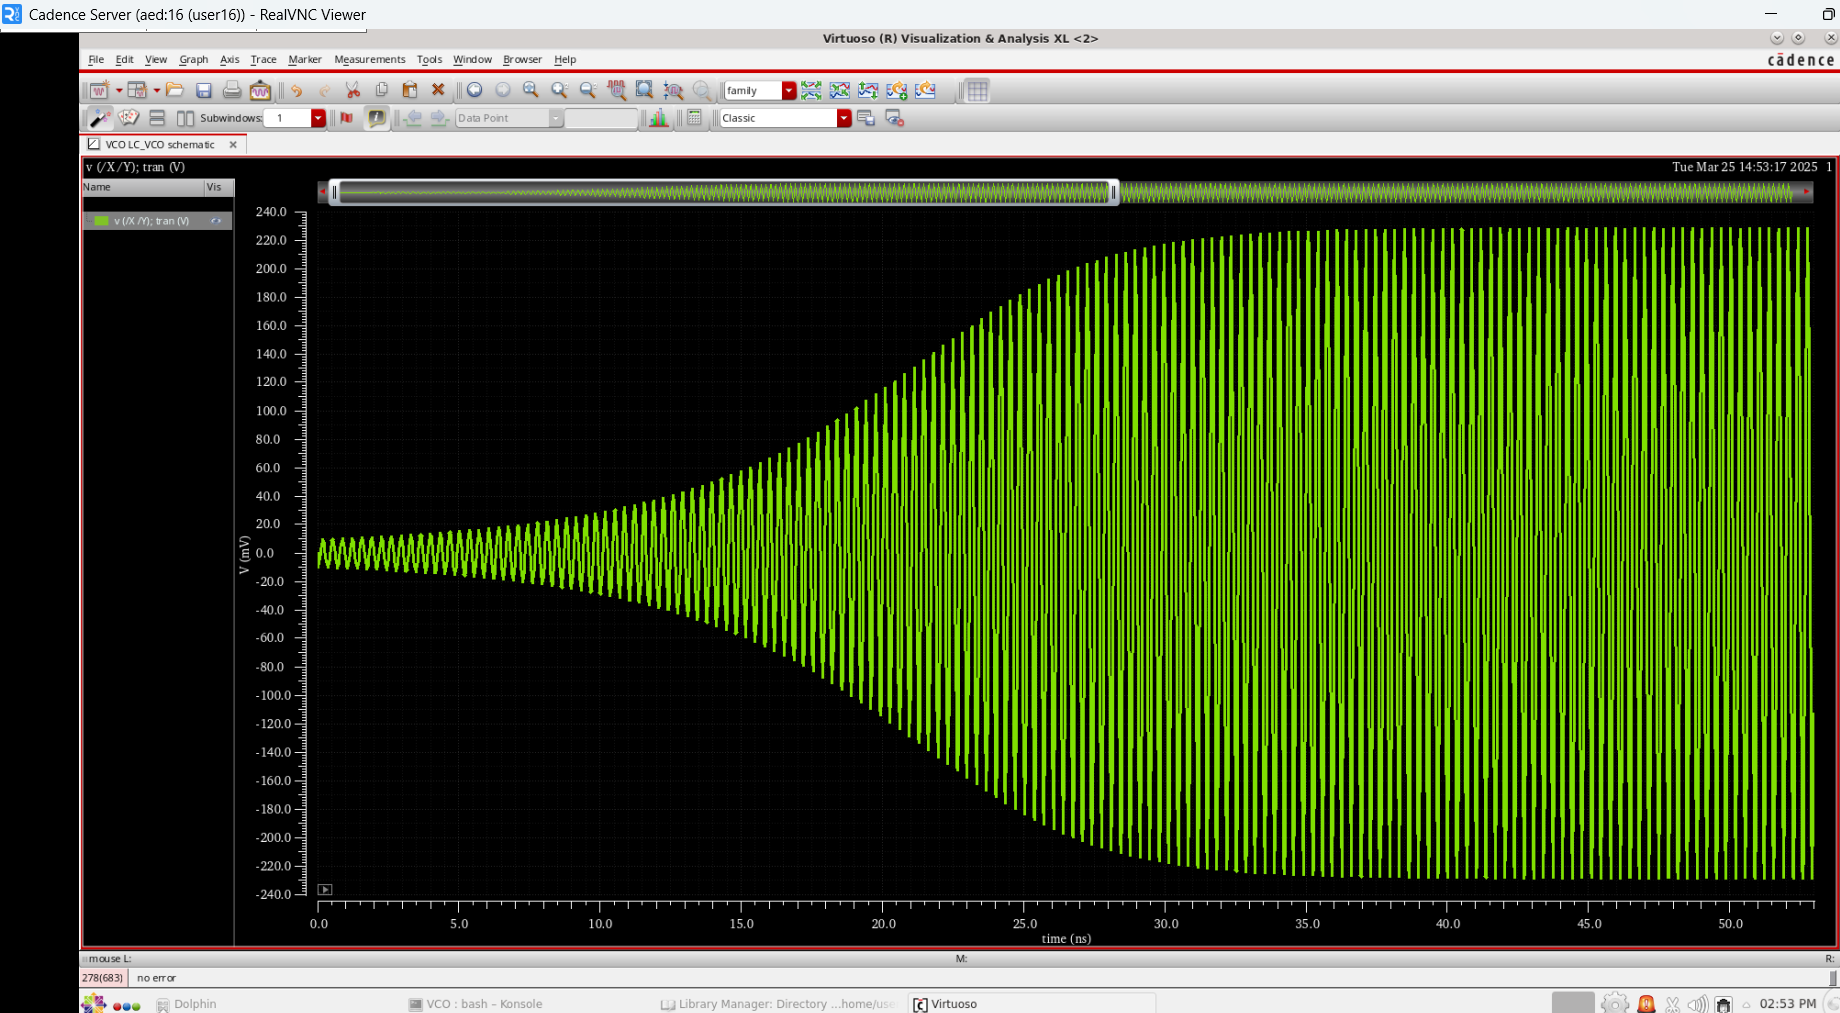 Cadence Server (aed:16 (user16)) - RealVNC Viewer
Virtuoso (R) Visualization & Analysis XL <2>
File Edit View Graph Axis Trace Marker Measurements Tools Window Browser Help
cādence
family
Subwindows: 1
Data Point
Classic
VCO LC_VCO schematic
v (/X /Y); tran (V)
Tue Mar 25 14:53:17 2025 1
Name Vis
v (/X /Y); tran (V)
240.0
220.0
200.0
180.0
160.0
140.0
120.0
100.0
80.0
60.0
40.0
20.0
0.0
-20.0
-40.0
-60.0
-80.0
-100.0
-120.0
-140.0
-160.0
-180.0
-200.0
-220.0
-240.0
V (mV)
0.0 5.0 10.0 15.0 20.0 25.0 30.0 35.0 40.0 45.0 50.0
time (ns)
mouse L: M: R:
278(683) no error
Dolphin
VCO : bash – Konsole
Library Manager: Directory ...home/use
Virtuoso
02:53 PM